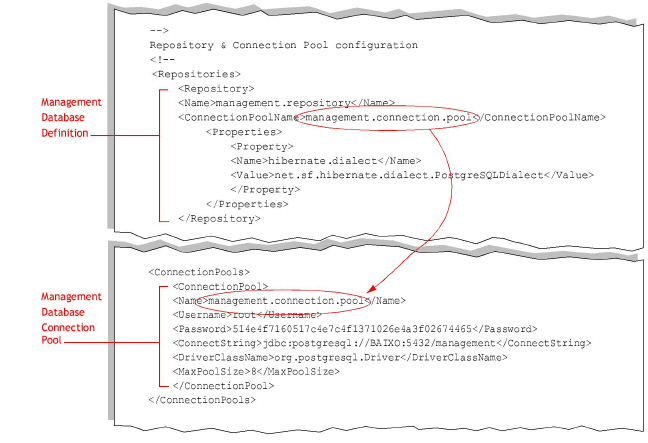 -->
Repository & Connection Pool configuration
<!--
<Repositories>
<Repository>
<Name>management.repository</Name>
<ConnectionPoolName>management.connection.pool</ConnectionPoolName>
<Properties>
<Property>
<Name>hibernate.dialect</Name>
<Value>net.sf.hibernate.dialect.PostgreSQLDialect</Value>
</Property>
</Properties>
</Repository>
Management
Database
Definition
<ConnectionPools>
<ConnectionPool>
<Name>management.connection.pool</Name>
<Username>root</Username>
<Password>514e4f7160517c4e7c4f1371026e4a3f02674465</Password>
<ConnectString>jdbc:postgresql://BAIXO:5432/management</ConnectString>
<DriverClassName>org.postgresql.Driver</DriverClassName>
<MaxPoolSize>8</MaxPoolSize>
</ConnectionPool>
</ConnectionPools>
Management
Database
Connection
Pool